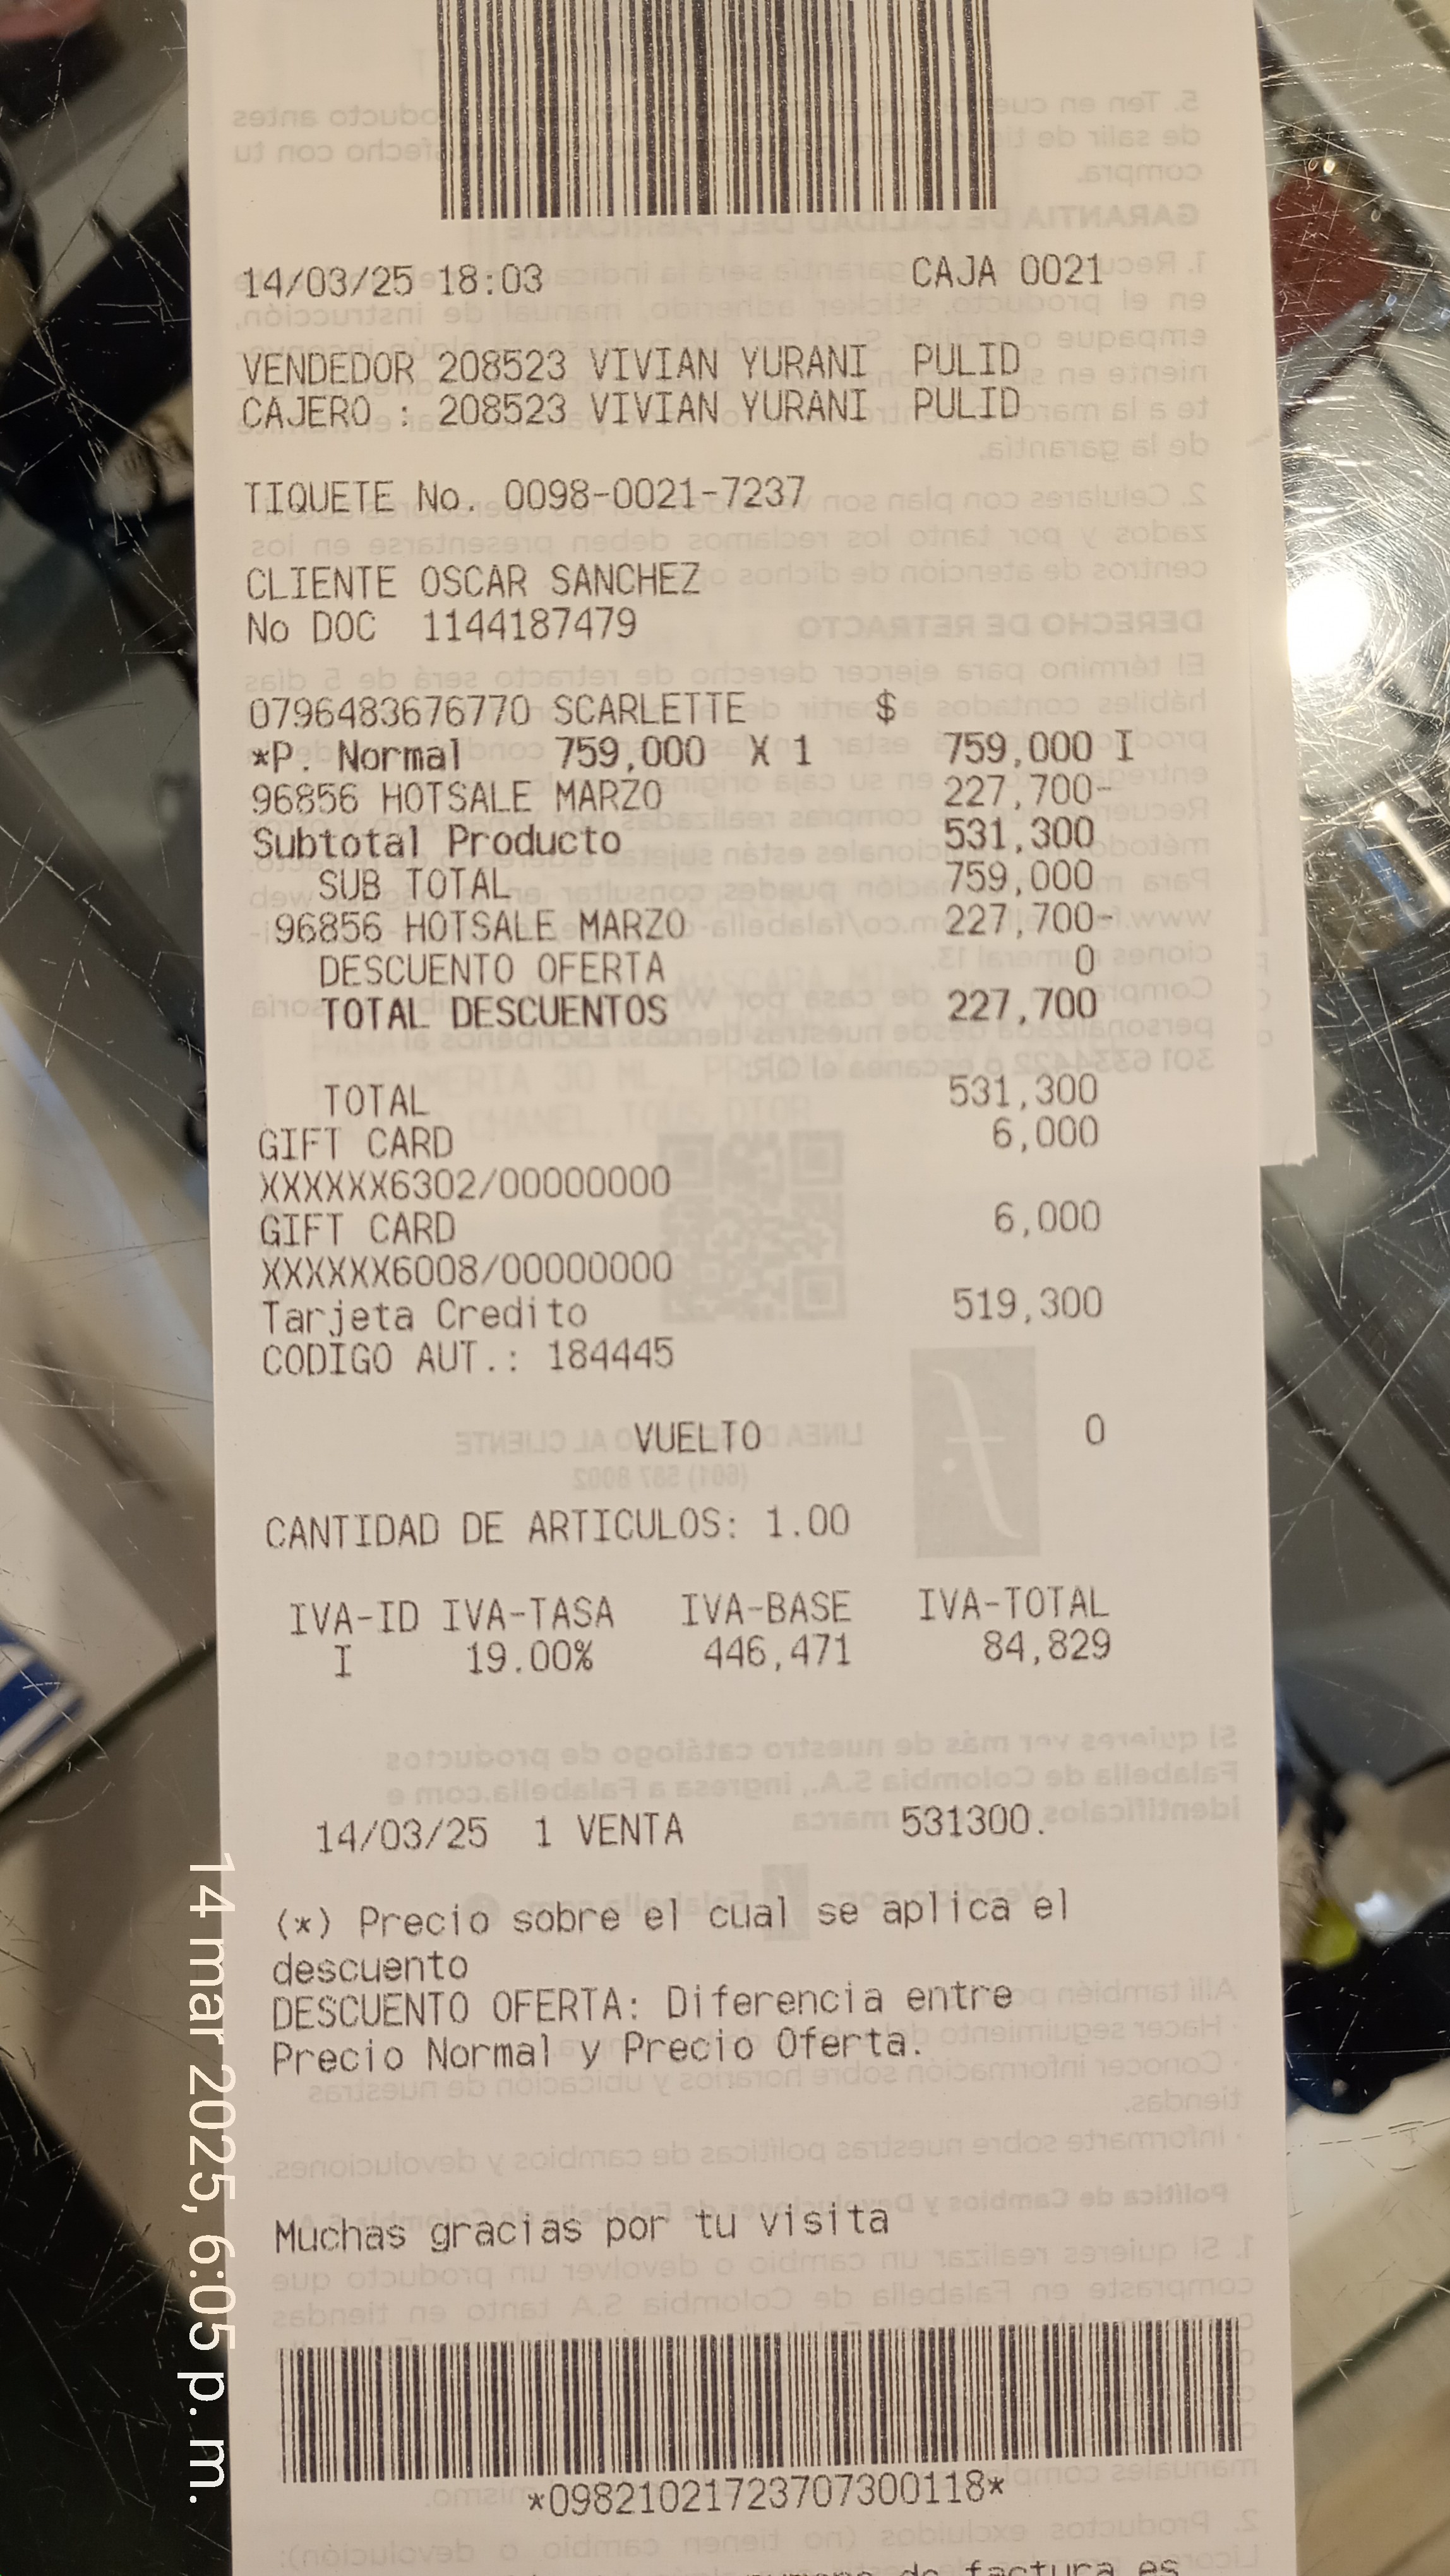 14/03/25 18:03 CAJA 0021
VENDEDOR 208523 VIVIAN YURANI PULID
CAJERO : 208523 VIVIAN YURANI PULID
TIQUETE No. 0098-0021-7237
CLIENTE OSCAR SANCHEZ
No DOC 1144187479
0796483676770 SCARLETTE $
*P. Normal 759,000 X 1 759,000 I
96856 HOTSALE MARZO 227,700-
Subtotal Producto 531,300
SUB TOTAL 759,000
96856 HOTSALE MARZO 227,700-
DESCUENTO OFERTA 0
TOTAL DESCUENTOS 227,700
TOTAL 531,300
GIFT CARD 6,000
XXXXXX6302/00000000
GIFT CARD 6,000
XXXXXX6008/00000000
Tarjeta Credito 519,300
CODIGO AUT.: 184445
VUELTO 0
CANTIDAD DE ARTICULOS: 1.00
IVA-ID IVA-TASA IVA-BASE IVA-TOTAL
I 19.00% 446,471 84,829
14/03/25 1 VENTA 531300.
(*) Precio sobre el cual se aplica el
descuento
DESCUENTO OFERTA: Diferencia entre
Precio Normal y Precio Oferta.
Muchas gracias por tu visita
*09821021723707300118*
de factura es
14 mar 2025, 6:05 p. m.